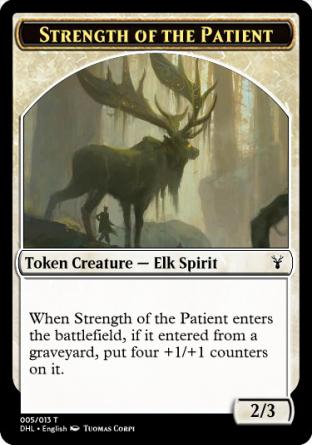 Strength of the Patient
Token Creature — Elk Spirit
When Strength of the Patient enters
the battlefield, if it entered from a
graveyard, put four +1/+1 counters
on it.
2/3
005/013 T
DHL • English Tuomas Corpi